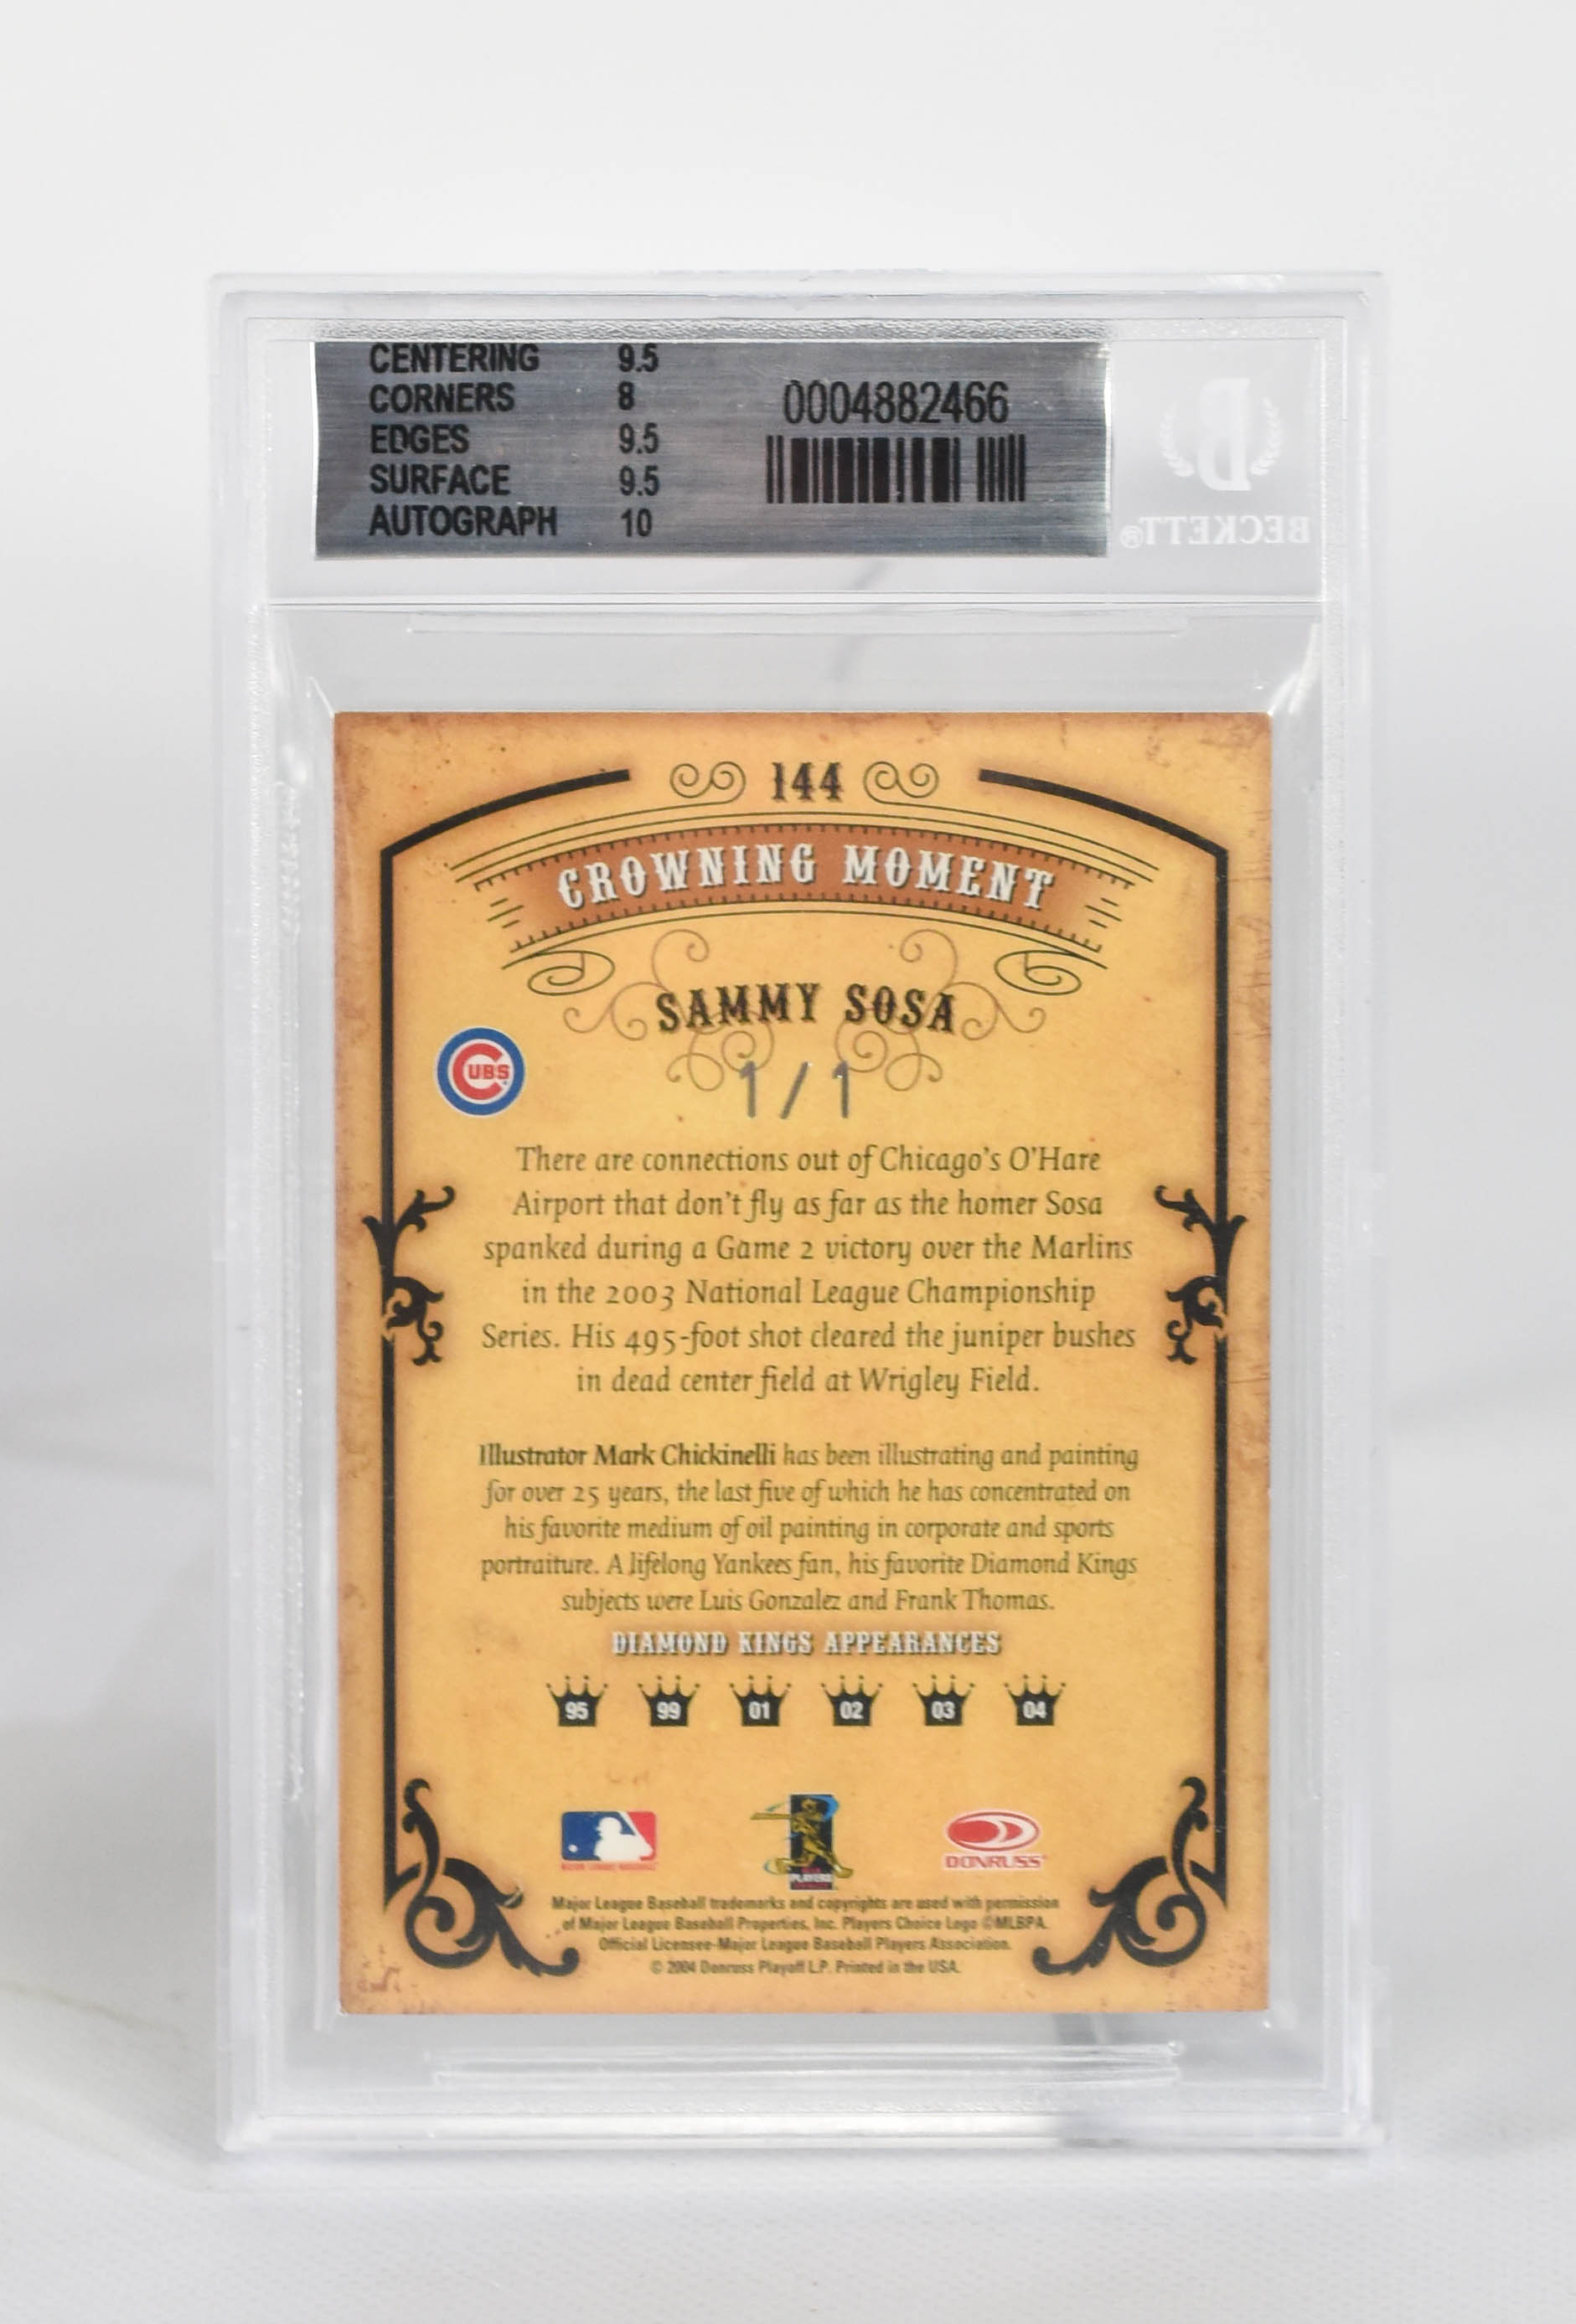 CENTERING 9.5
CORNERS 8
EDGES 9.5
SURFACE 9.5
AUTOGRAPH 10
0004882466
BECKETT®
144
CROWNING MOMENT
SAMMY SOSA
CUBS
1/1
There are connections out of Chicago's O'Hare
Airport that don't fly as far as the homer Sosa
spanked during a Game 2 victory over the Marlins
in the 2003 National League Championship
Series. His 495-foot shot cleared the juniper bushes
in dead center field at Wrigley Field.
Illustrator Mark Chickinelli has been illustrating and painting
for over 25 years, the last five of which he has concentrated on
his favorite medium of oil painting in corporate and sports
portraiture. A lifelong Yankees fan, his favorite Diamond Kings
subjects were Luis Gonzalez and Frank Thomas.
DIAMOND KINGS APPEARANCES
95 99 01 02 03 04
MAJOR LEAGUE BASEBALL
PLAYERS
DONRUSS
Major League Baseball trademarks and copyrights are used with permission
of Major League Baseball Properties, Inc. Players Choice Logo ©MLBPA.
Official Licensee-Major League Baseball Players Association.
© 2004 Donruss Playoff L.P. Printed in the USA.